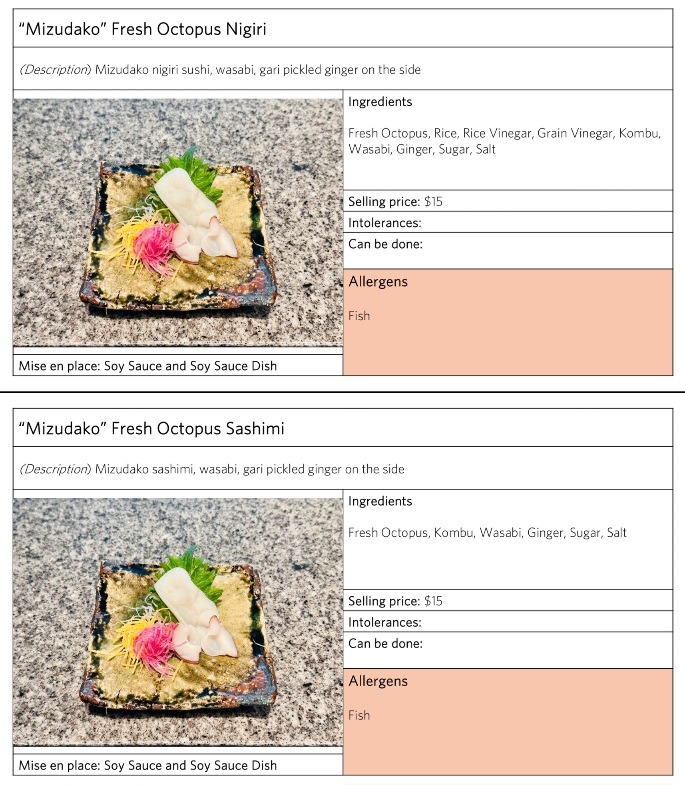 “Mizudako” Fresh Octopus Nigiri
(Description) Mizudako nigiri sushi, wasabi, gari pickled ginger on the side
Ingredients
Fresh Octopus, Rice, Rice Vinegar, Grain Vinegar, Kombu,
Wasabi, Ginger, Sugar, Salt
Selling price: $15
Intolerances:
Can be done:
Allergens
Fish
Mise en place: Soy Sauce and Soy Sauce Dish
“Mizudako” Fresh Octopus Sashimi
(Description) Mizudako sashimi, wasabi, gari pickled ginger on the side
Ingredients
Fresh Octopus, Kombu, Wasabi, Ginger, Sugar, Salt
Selling price: $15
Intolerances:
Can be done:
Allergens
Fish
Mise en place: Soy Sauce and Soy Sauce Dish